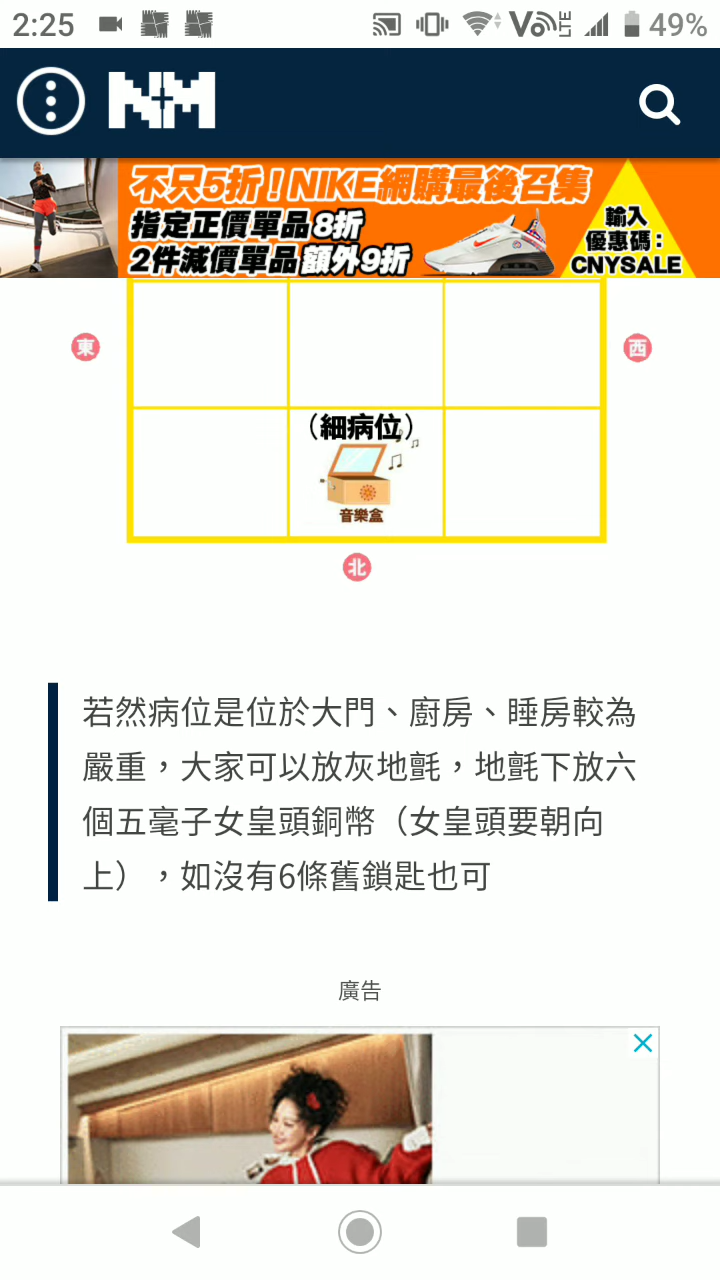 2:25
VoLTE
49%
N+M
不只5折！NIKE網購最後召集
指定正價單品8折
2件減價單品額外9折
輸入
優惠碼：
CNYSALE
東
西
（細病位）
音樂盒
北
若然病位是位於大門、廚房、睡房較為
嚴重，大家可以放灰地氈，地氈下放六
個五毫子女皇頭銅幣（女皇頭要朝向
上），如沒有6條舊鎖匙也可
廣告